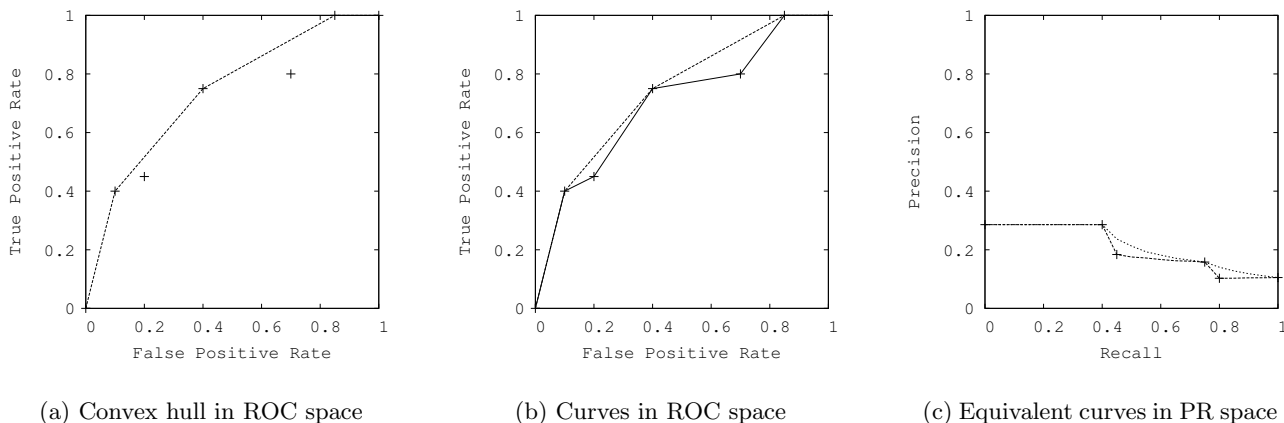 True Positive Rate
1
0.8
0.6
0.4
0.2
0
0 0.2 0.4 0.6 0.8 1
False Positive Rate
(a) Convex hull in ROC space
True Positive Rate
1
0.8
0.6
0.4
0.2
0
0 0.2 0.4 0.6 0.8 1
False Positive Rate
(b) Curves in ROC space
Precision
1
0.8
0.6
0.4
0.2
0
0 0.2 0.4 0.6 0.8 1
Recall
(c) Equivalent curves in PR space